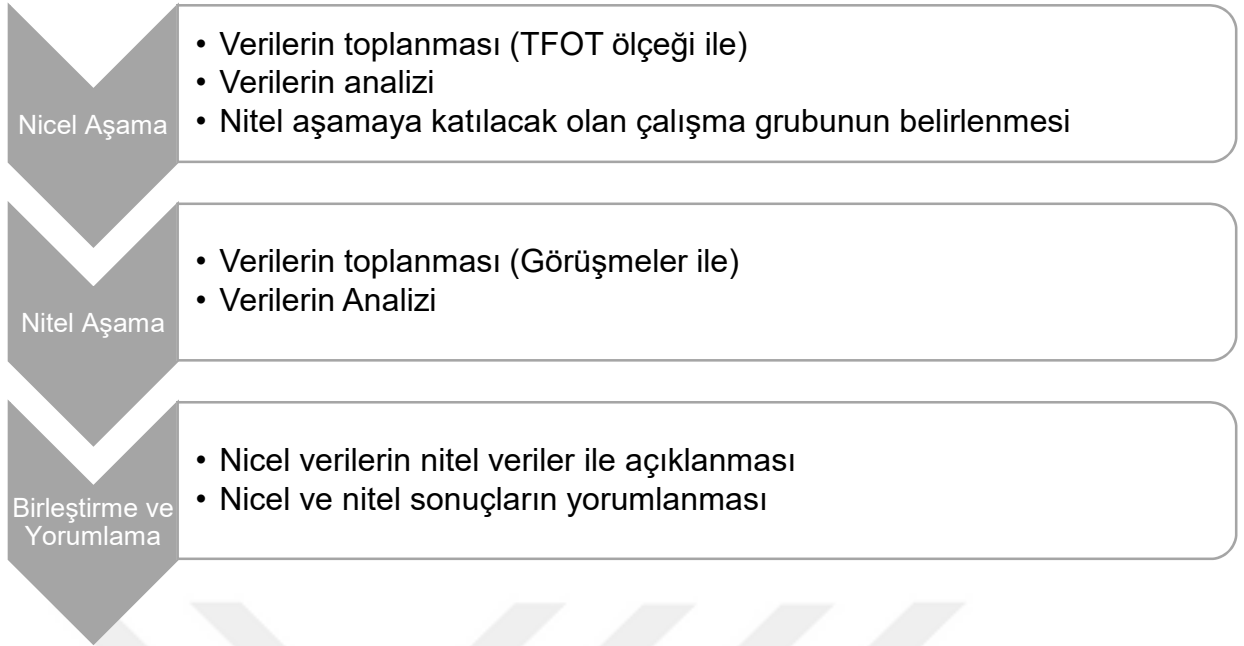 Nicel Aşama
• Verilerin toplanması (TFOT ölçeği ile)
• Verilerin analizi
• Nitel aşamaya katılacak olan çalışma grubunun belirlenmesi
Nitel Aşama
• Verilerin toplanması (Görüşmeler ile)
• Verilerin Analizi
Birleştirme ve
Yorumlama
• Nicel verilerin nitel veriler ile açıklanması
• Nicel ve nitel sonuçların yorumlanması